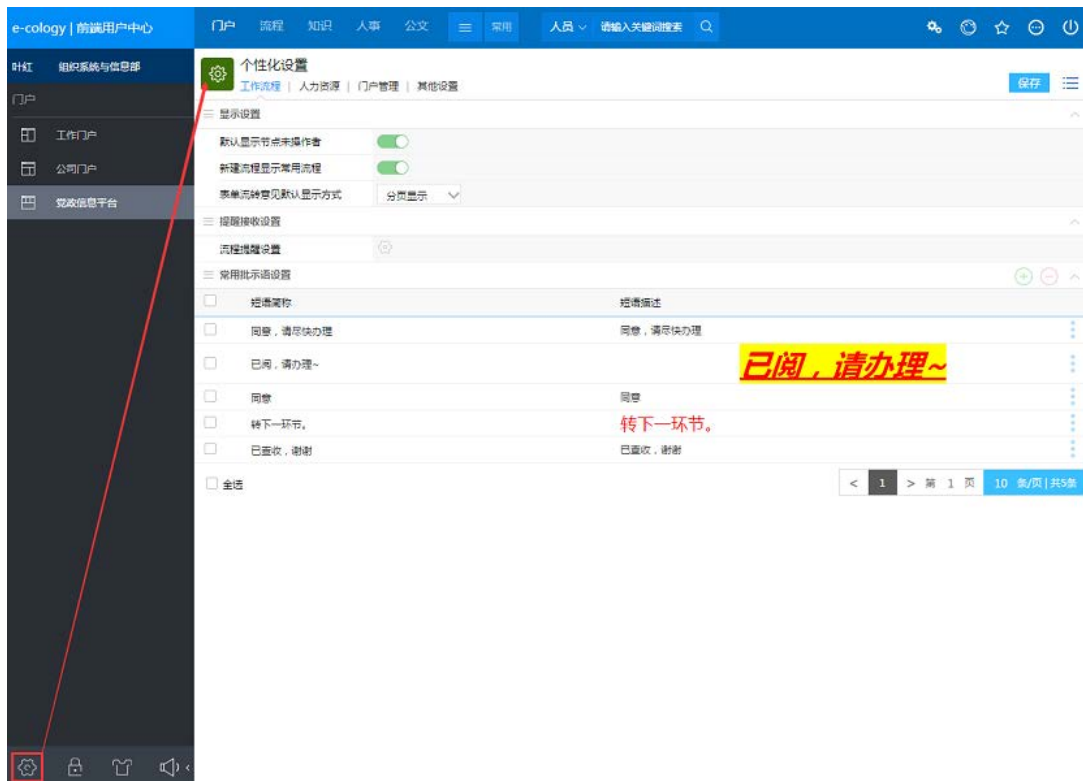 e-cology | 前端用户中心
门户 流程 知识 人事 公文 常用 人员 请输入关键词搜索
叶红 组织系统与信息部
门户
工作门户
公司门户
党政信息平台
个性化设置
工作流程 | 人力资源 | 门户管理 | 其他设置
保存
显示设置
默认显示节点未操作者
新建流程显示常用流程
表单流转意见默认显示方式 分页显示
提醒接收设置
流程提醒设置
常用批示语设置
短语简称 短语描述
同意，请尽快办理 同意，请尽快办理
已阅，请办理~ 已阅，请办理~
同意 同意
转下一环节。 转下一环节。
已查收，谢谢 已查收，谢谢
全选
< 1 > 第 1 页 10 条/页 | 共5条